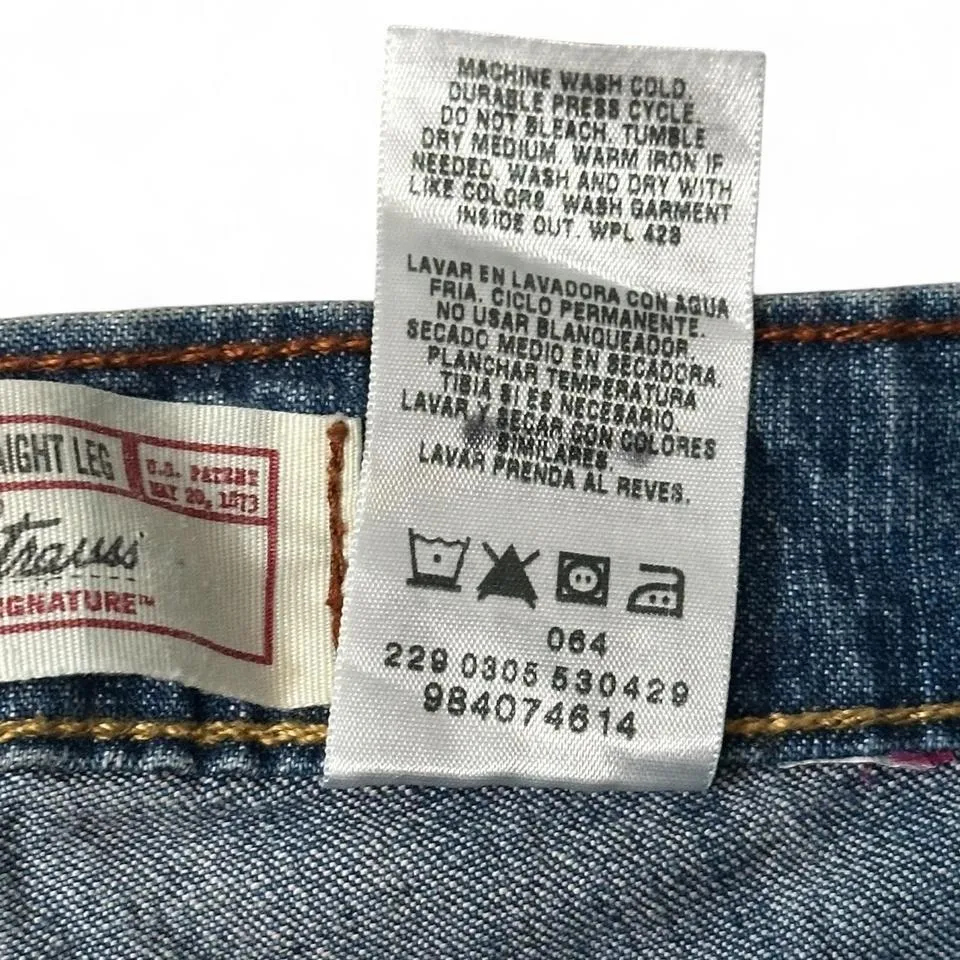 MACHINE WASH COLD.
DURABLE PRESS CYCLE.
DO NOT BLEACH. TUMBLE
DRY MEDIUM. WARM IRON IF
NEEDED. WASH AND DRY WITH
LIKE COLORS. WASH GARMENT
INSIDE OUT. WPL 428
LAVAR EN LAVADORA CON AGUA
FRIA. CICLO PERMANENTE.
NO USAR BLANQUEADOR.
SECADO MEDIO EN SECADORA.
PLANCHAR TEMPERATURA
TIBIA SI ES NECESARIO.
LAVAR Y SECAR CON COLORES
SIMILARES.
LAVAR PRENDA AL REVES.
064
229 0305 530429
984074614
AIGHT LEG
U.S. PATENT
MAY 20, 1873
trauss
IGNATURE™